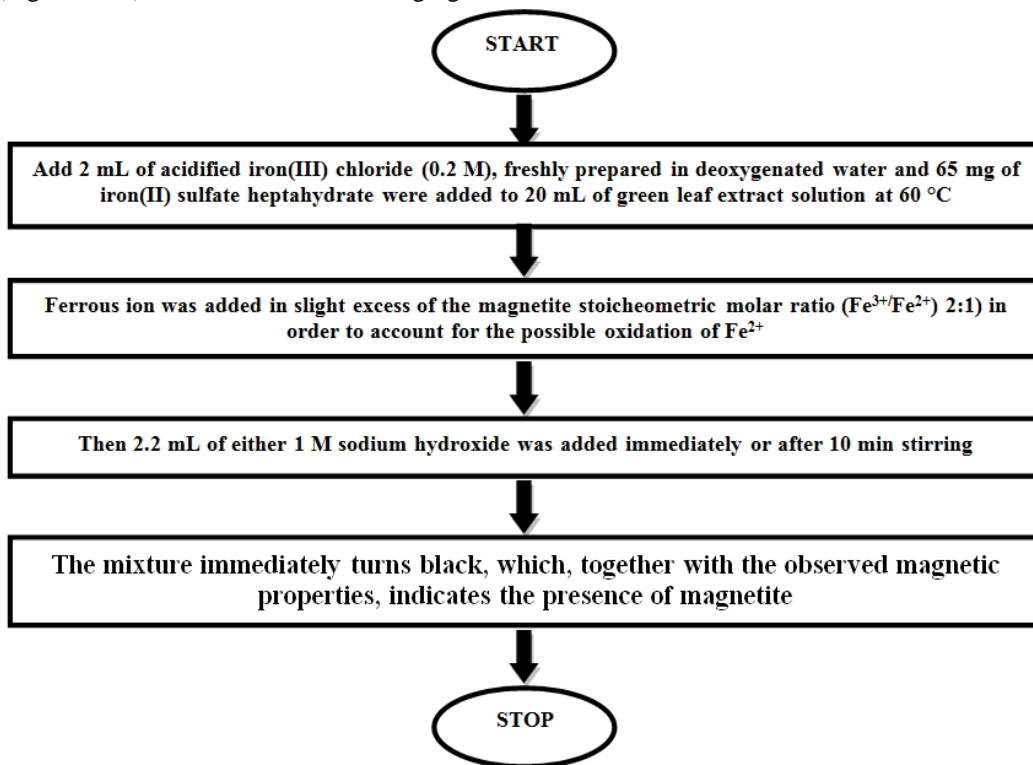 START
Add 2 mL of acidified iron(III) chloride (0.2 M), freshly prepared in deoxygenated water and 65 mg of
iron(II) sulfate heptahydrate were added to 20 mL of green leaf extract solution at 60 °C
Ferrous ion was added in slight excess of the magnetite stoicheometric molar ratio (Fe³⁺/Fe²⁺) 2:1) in
order to account for the possible oxidation of Fe²⁺
Then 2.2 mL of either 1 M sodium hydroxide was added immediately or after 10 min stirring
The mixture immediately turns black, which, together with the observed magnetic
properties, indicates the presence of magnetite
STOP